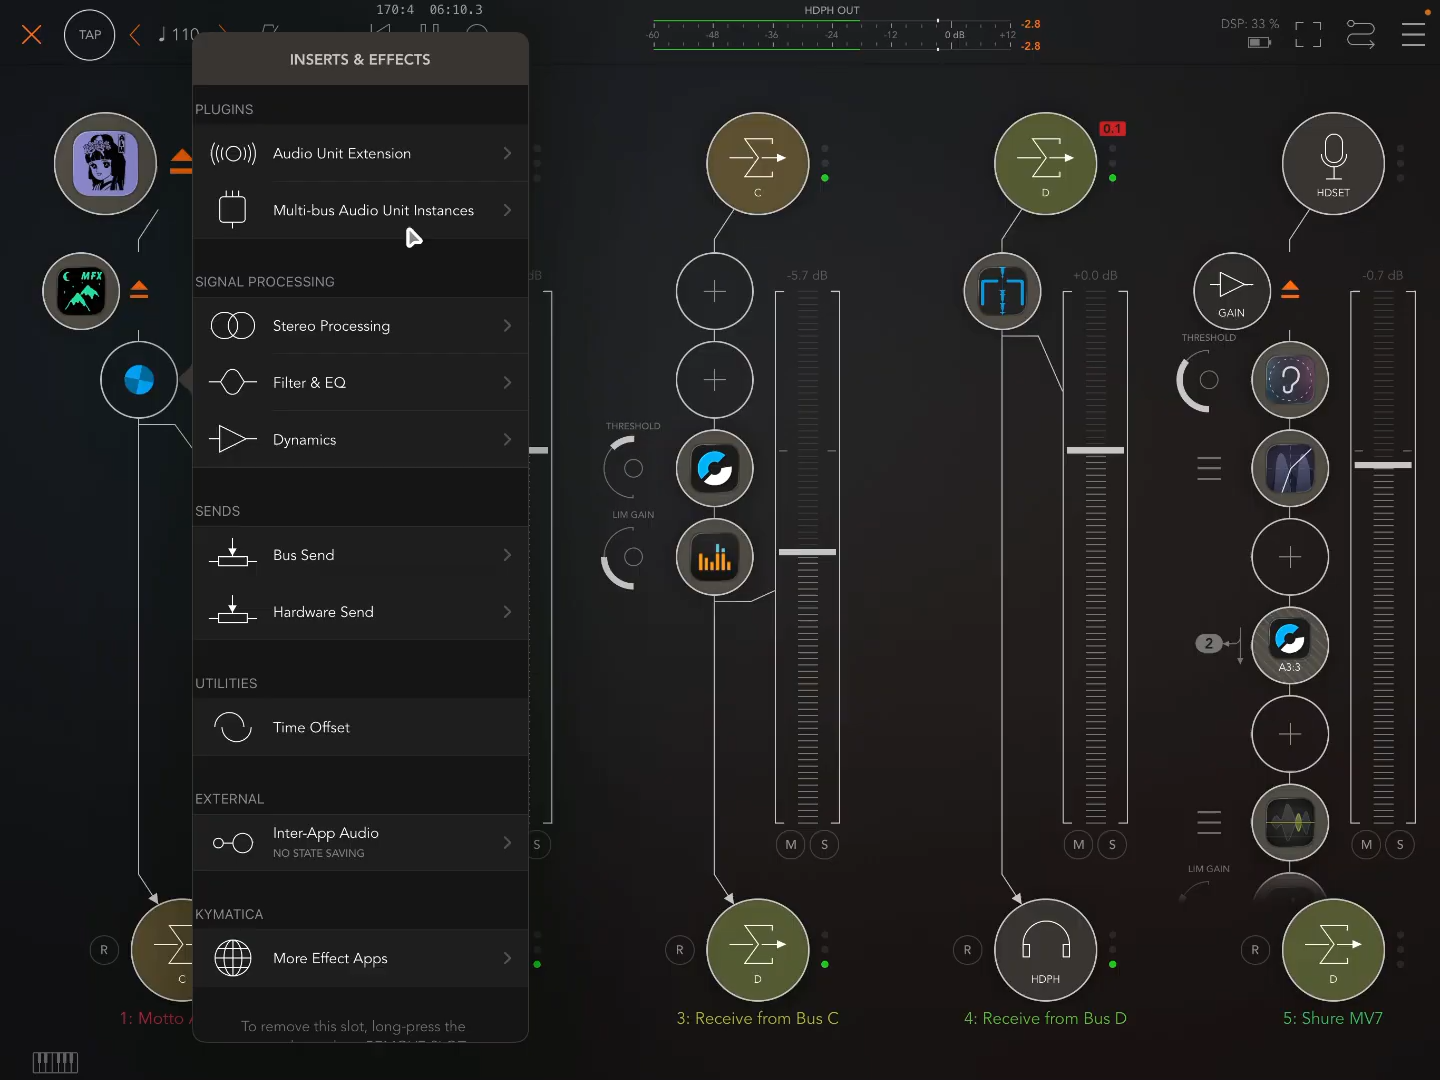 170:4 06:10.3
HDPH OUT
TAP
110
-60 -48 -36 -24 -12 0 dB +12
-2.8
-2.8
DSP: 33 %
INSERTS & EFFECTS
PLUGINS
Audio Unit Extension
Multi-bus Audio Unit Instances
SIGNAL PROCESSING
Stereo Processing
Filter & EQ
Dynamics
SENDS
Bus Send
Hardware Send
UTILITIES
Time Offset
EXTERNAL
Inter-App Audio
NO STATE SAVING
KYMATICA
More Effect Apps
To remove this slot, long-press the
MFX
dB
S
C
1: Motto
C
-5.7 dB
THRESHOLD
LIM GAIN
M S
R
D
3: Receive from Bus C
0.1
D
+0.0 dB
M S
R
HDPH
4: Receive from Bus D
HDSET
GAIN
-0.7 dB
THRESHOLD
2
A3:3
M S
LIM GAIN
R
D
5: Shure MV7
R